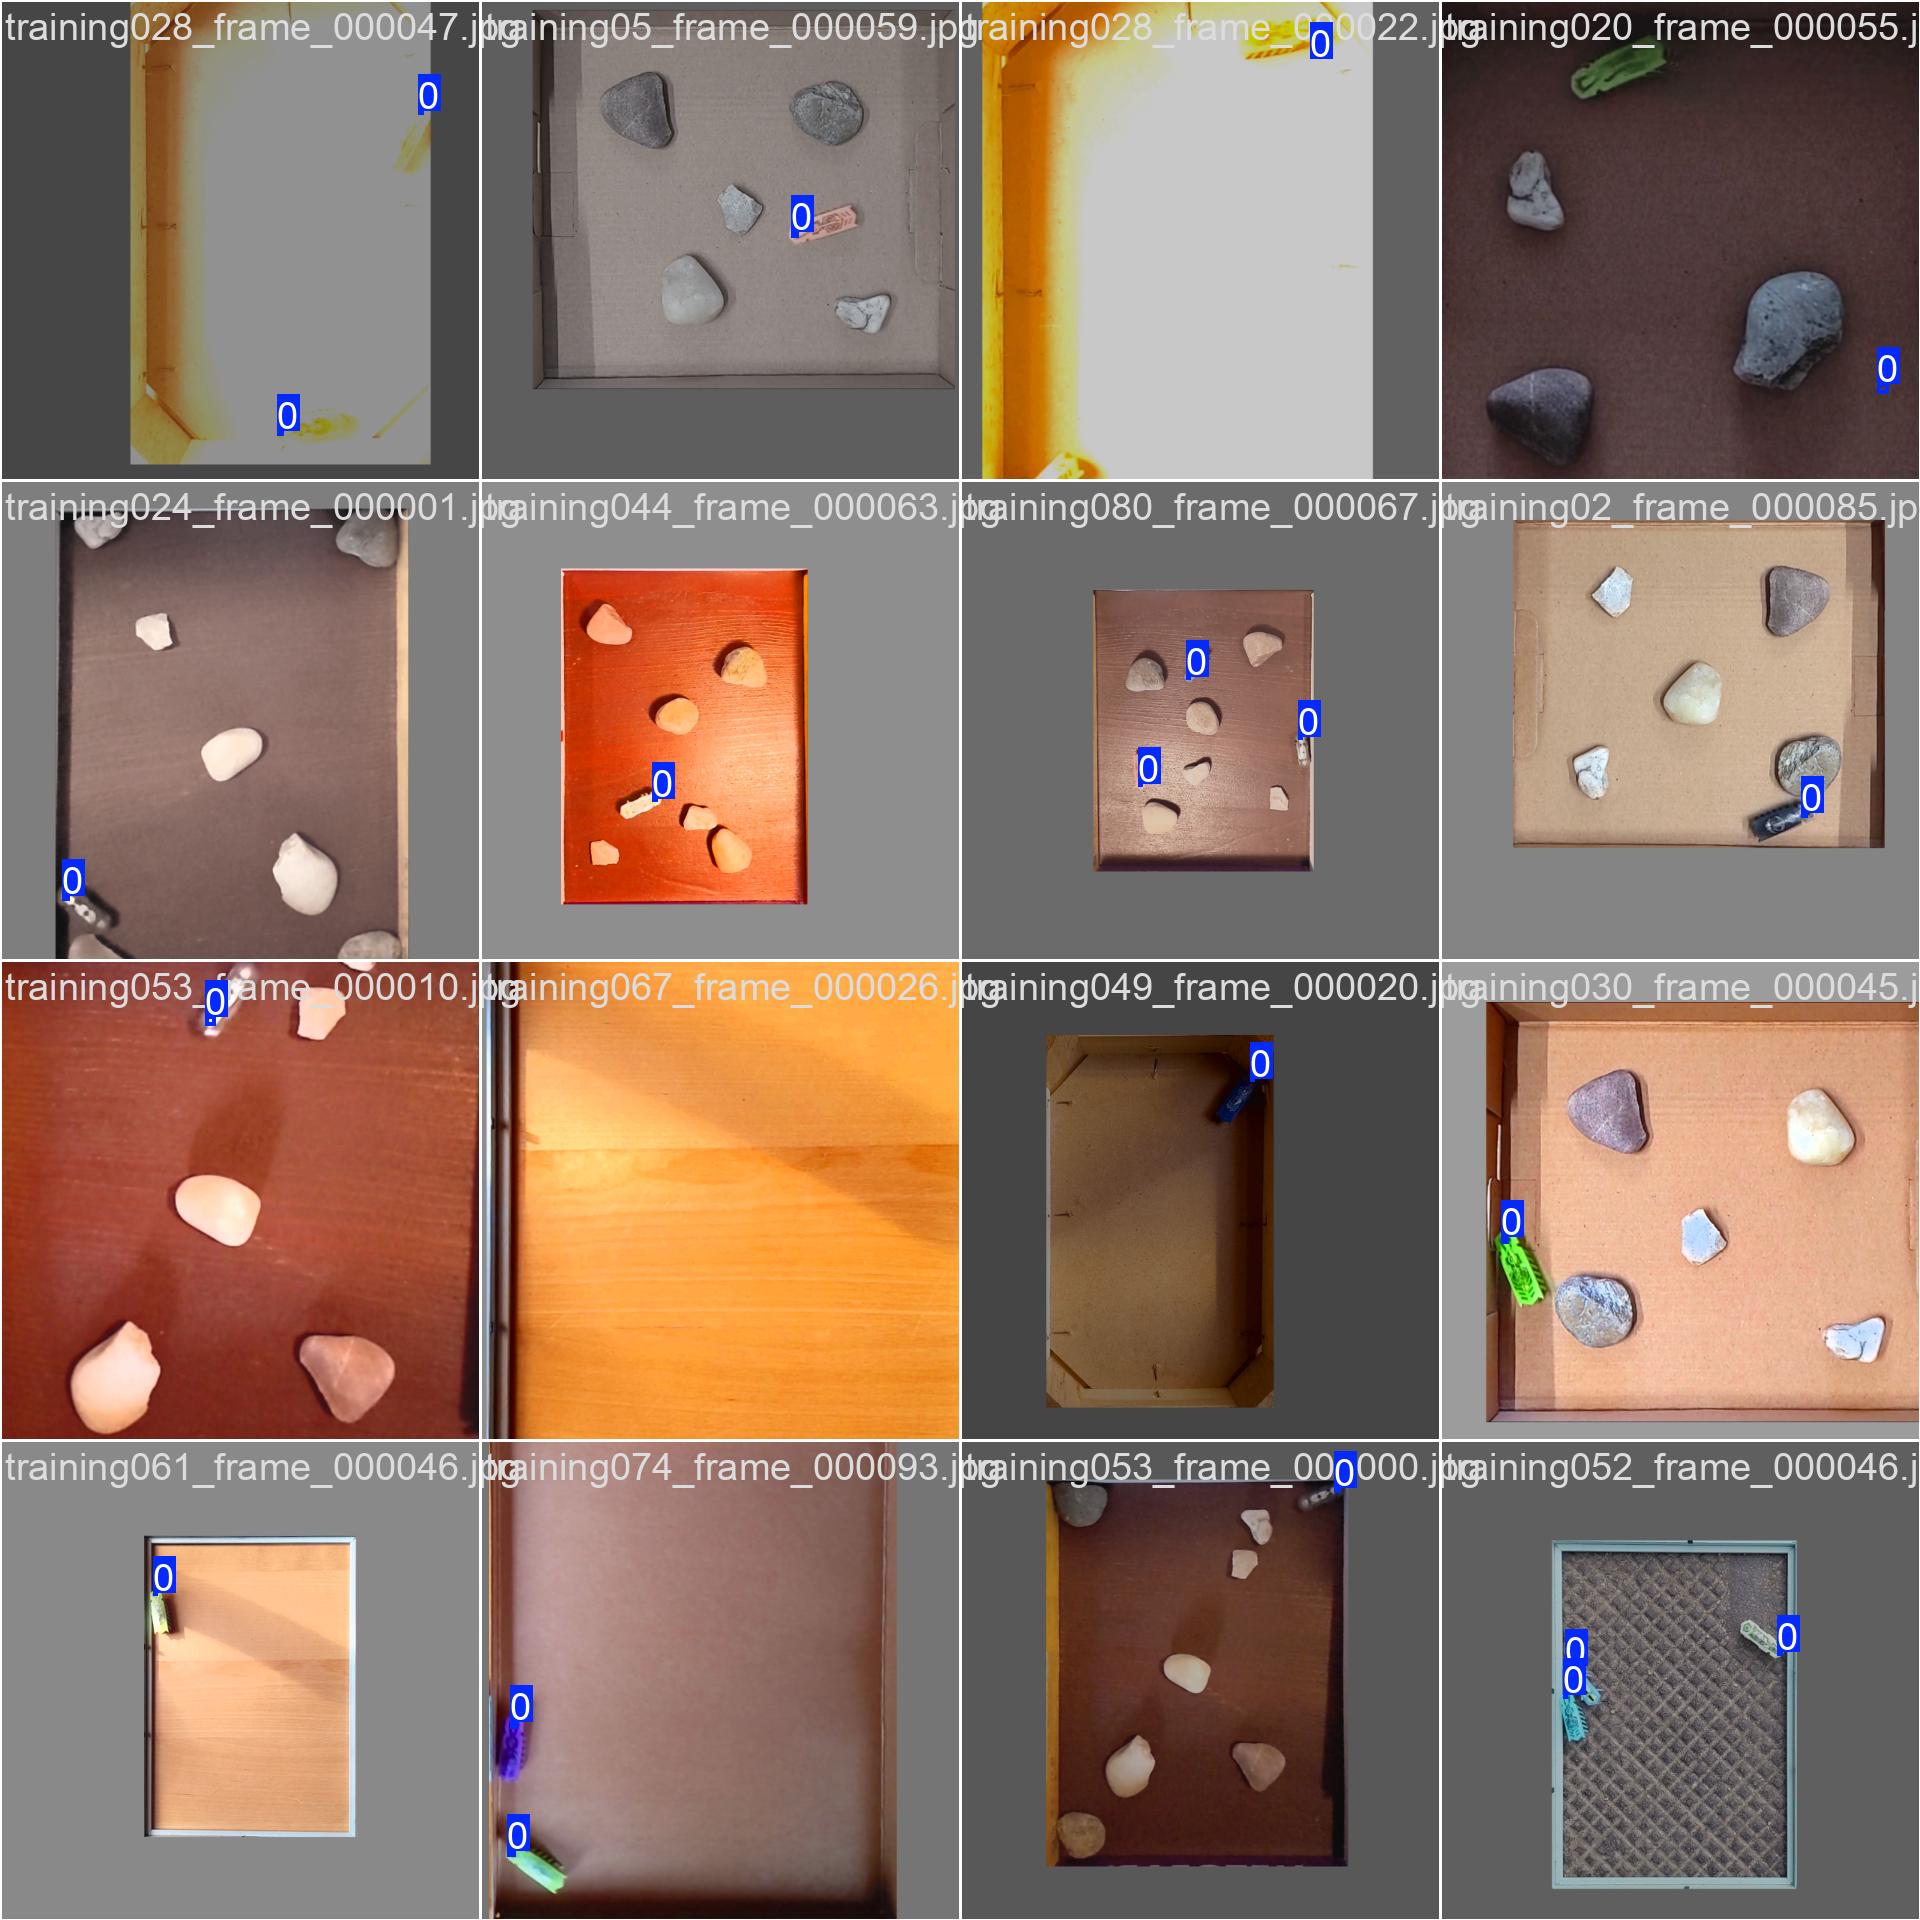 training028_frame_000047.jpg
training05_frame_000059.jpg
training028_frame_000022.jpg
training020_frame_000055.j
0
0
0
0
0
0
training024_frame_000001.jpg
training044_frame_000063.jpg
training080_frame_000067.jpg
training02_frame_000085.jp
0
0
0
0
0
0
training053_frame_000010.jpg
training067_frame_000026.jpg
training049_frame_000020.jpg
training030_frame_000045.j
0
0
0
training061_frame_000046.jpg
training074_frame_000093.jpg
training053_frame_000000.jpg
training052_frame_000046.j
0
0
0
0
0
0
0